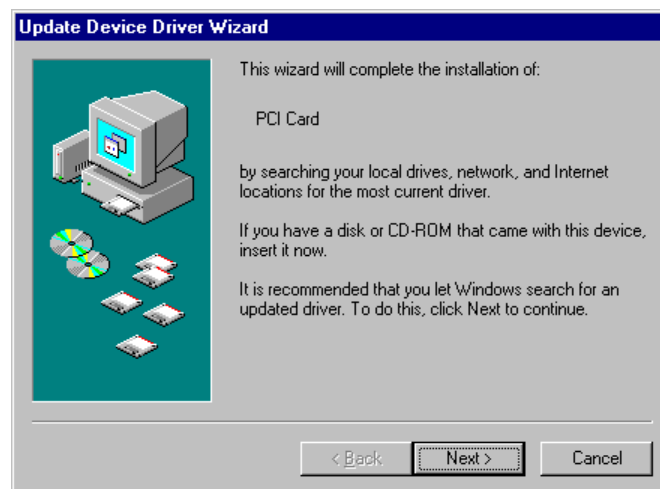 Update Device Driver Wizard
This wizard will complete the installation of:
PCI Card
by searching your local drives, network, and Internet
locations for the most current driver.
If you have a disk or CD-ROM that came with this device,
insert it now.
It is recommended that you let Windows search for an
updated driver. To do this, click Next to continue.
< Back
Next >
Cancel